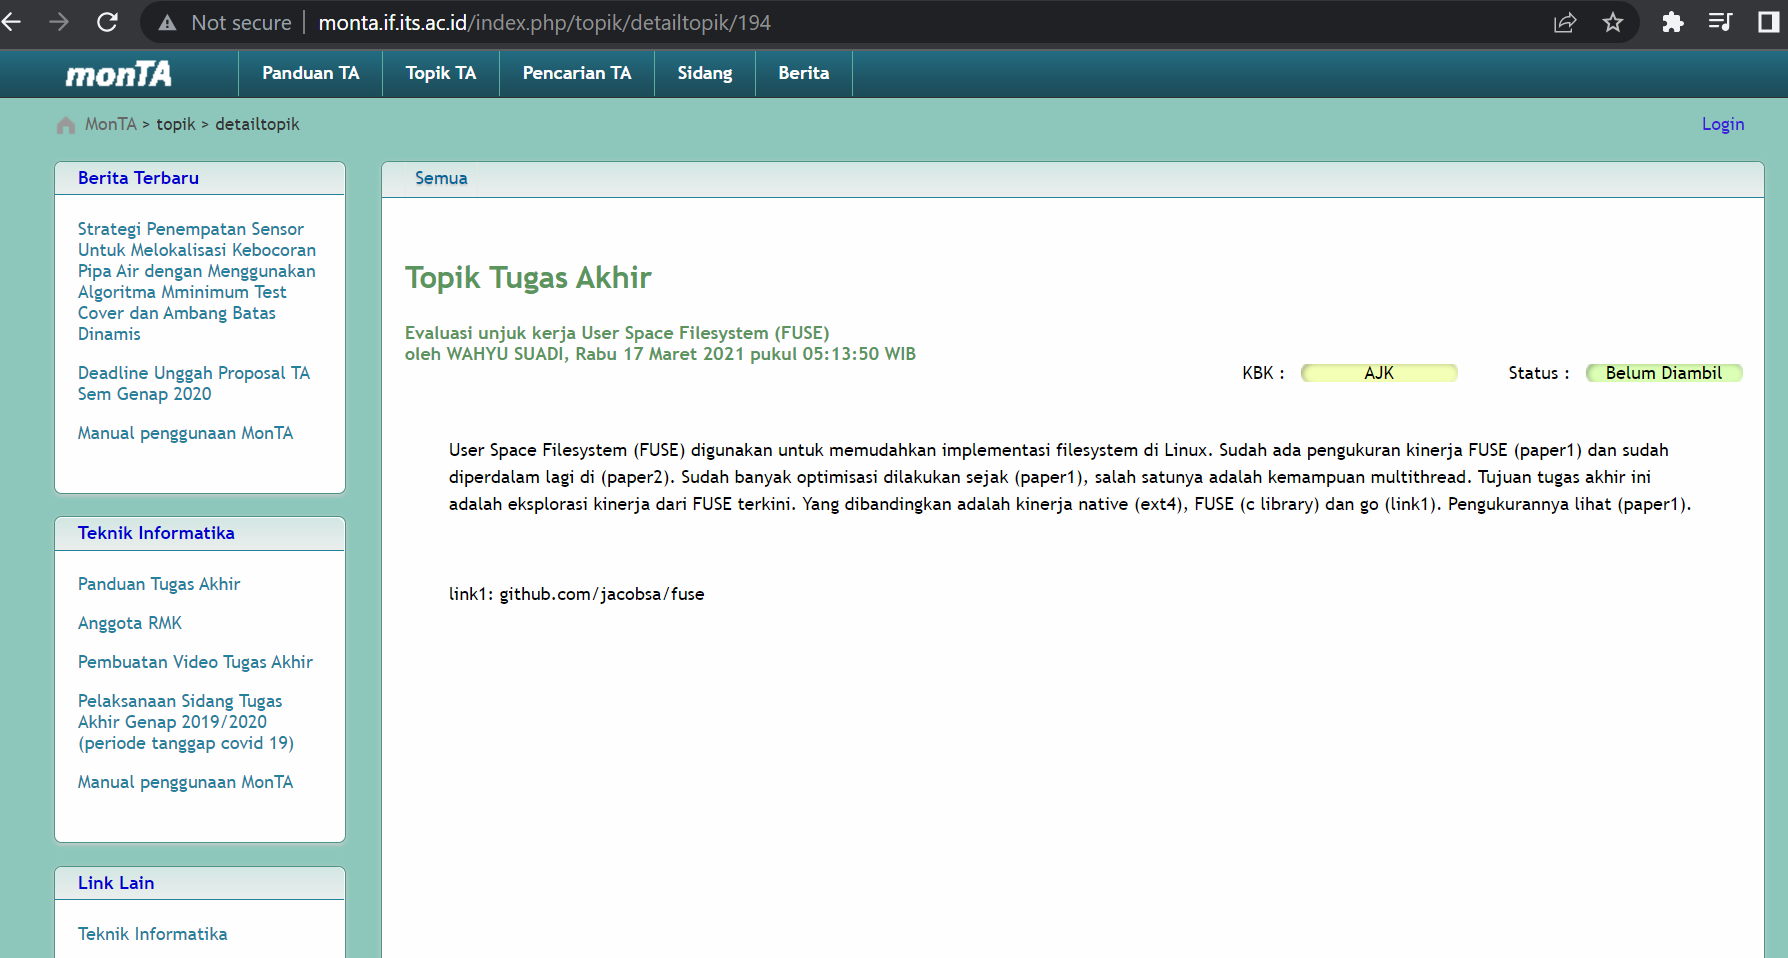 Not secure
monta.if.its.ac.id/index.php/topik/detailtopik/194
monTA
Panduan TA
Topik TA
Pencarian TA
Sidang
Berita
MonTA > topik > detailtopik
Login
Berita Terbaru
Strategi Penempatan Sensor
Untuk Melokalisasi Kebocoran
Pipa Air dengan Menggunakan
Algoritma Mminimum Test
Cover dan Ambang Batas
Dinamis
Deadline Unggah Proposal TA
Sem Genap 2020
Manual penggunaan MonTA
Teknik Informatika
Panduan Tugas Akhir
Anggota RMK
Pembuatan Video Tugas Akhir
Pelaksanaan Sidang Tugas
Akhir Genap 2019/2020
(periode tanggap covid 19)
Manual penggunaan MonTA
Link Lain
Teknik Informatika
Semua
Topik Tugas Akhir
Evaluasi unjuk kerja User Space Filesystem (FUSE)
oleh WAHYU SUADI, Rabu 17 Maret 2021 pukul 05:13:50 WIB
KBK : AJK Status : Belum Diambil
User Space Filesystem (FUSE) digunakan untuk memudahkan implementasi filesystem di Linux. Sudah ada pengukuran kinerja FUSE (paper1) dan sudah
diperdalam lagi di (paper2). Sudah banyak optimisasi dilakukan sejak (paper1), salah satunya adalah kemampuan multithread. Tujuan tugas akhir ini
adalah eksplorasi kinerja dari FUSE terkini. Yang dibandingkan adalah kinerja native (ext4), FUSE (c library) dan go (link1). Pengukurannya lihat (paper1).
link1: github.com/jacobsa/fuse